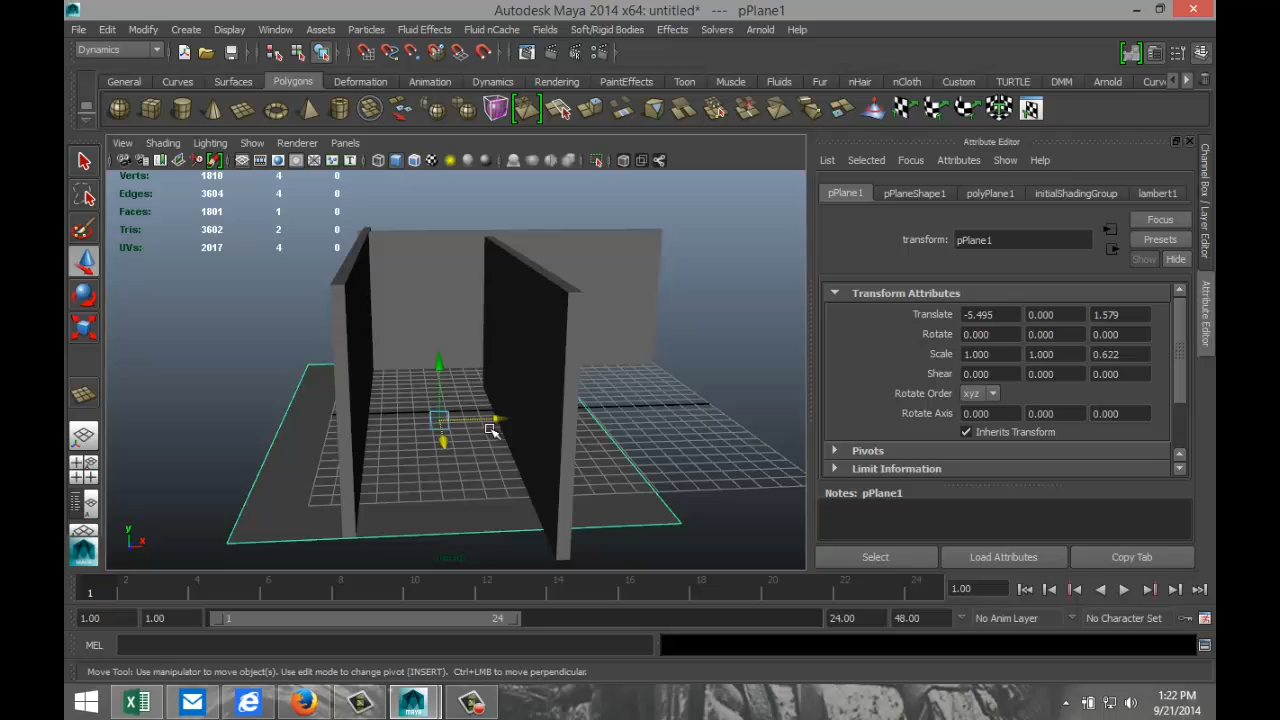 Autodesk Maya 2014 x64: untitled* --- pPlane1
File Edit Modify Create Display Window Assets Particles Fluid Effects Fluid nCache Fields Soft/Rigid Bodies Effects Solvers Arnold Help
Dynamics
General Curves Surfaces Polygons Deformation Animation Dynamics Rendering PaintEffects Toon Muscle Fluids Fur nHair nCloth Custom TURTLE DMM Arnold Curv
View Shading Lighting Show Renderer Panels
Verts: 1810 4 0
Edges: 3604 4 0
Faces: 1801 1 0
Tris: 3602 2 0
UVs: 2017 4 0
y
x
Attribute Editor
List Selected Focus Attributes Show Help
pPlane1 pPlaneShape1 polyPlane1 initialShadingGroup lambert1
Focus
transform: pPlane1
Presets
Show Hide
Transform Attributes
Translate -5.495 0.000 1.579
Rotate 0.000 0.000 0.000
Scale 1.000 1.000 0.622
Shear 0.000 0.000 0.000
Rotate Order xyz
Rotate Axis 0.000 0.000 0.000
Inherits Transform
Pivots
Limit Information
Notes: pPlane1
Select Load Attributes Copy Tab
Channel Box / Layer Editor
Attribute Editor
2 4 6 8 10 12 14 16 18 20 22 24
1
1.00
1.00 1.00 1 24 24.00 48.00 No Anim Layer No Character Set
MEL
Move Tool: Use manipulator to move object(s). Use edit mode to change pivot (INSERT). Ctrl+LMB to move perpendicular.
1:22 PM
9/21/2014